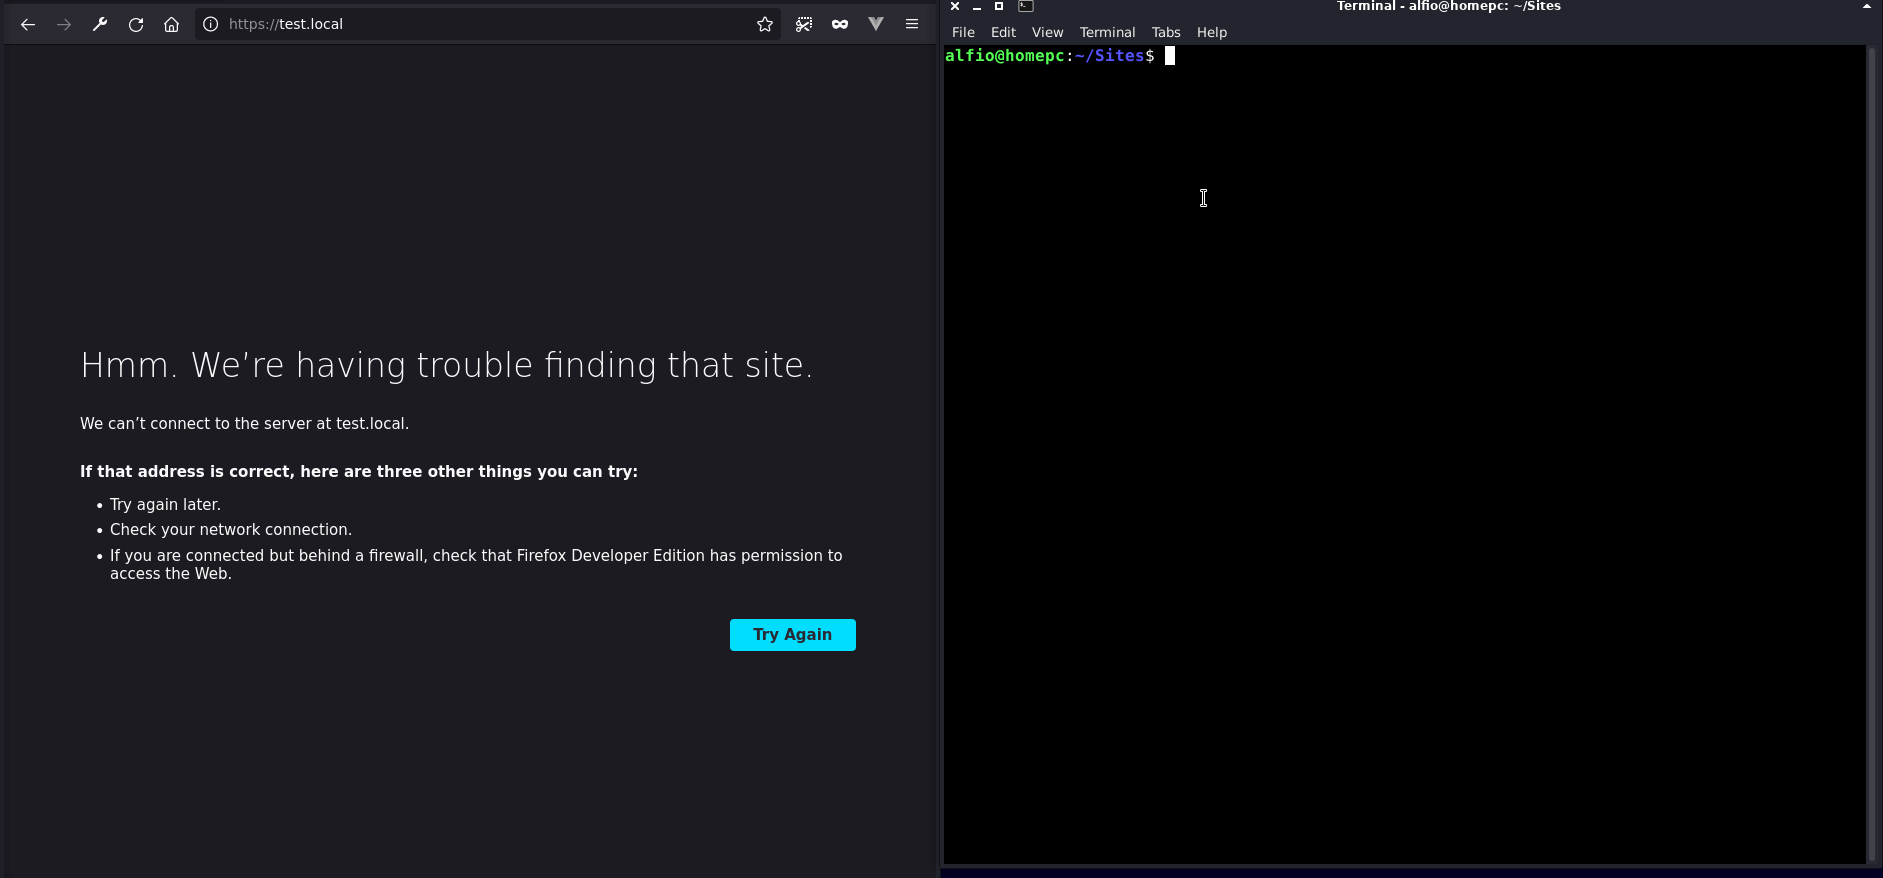 https://test.local
Hmm. We're having trouble finding that site.
We can’t connect to the server at test.local.
If that address is correct, here are three other things you can try:
• Try again later.
• Check your network connection.
• If you are connected but behind a firewall, check that Firefox Developer Edition has permission to
access the Web.
Try Again
Terminal - alfio@homepc: ~/Sites
File Edit View Terminal Tabs Help
alfio@homepc:~/Sites$